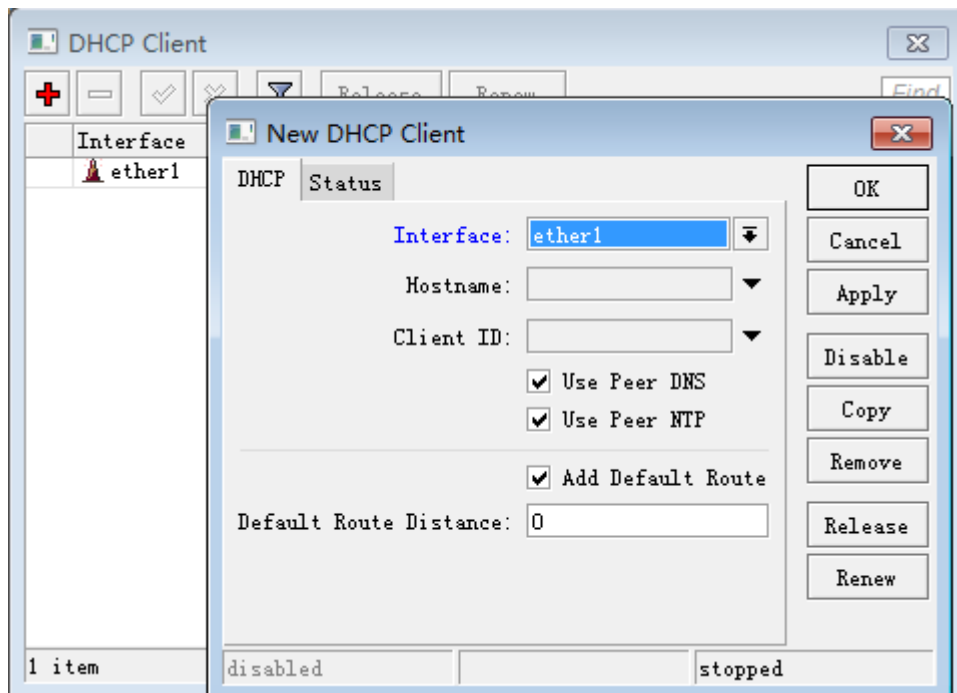 DHCP Client
Release Renew Find
Interface
ether1
New DHCP Client
DHCP Status
Interface: ether1
Hostname:
Client ID:
Use Peer DNS
Use Peer NTP
Add Default Route
Default Route Distance: 0
OK
Cancel
Apply
Disable
Copy
Remove
Release
Renew
1 item
disabled stopped